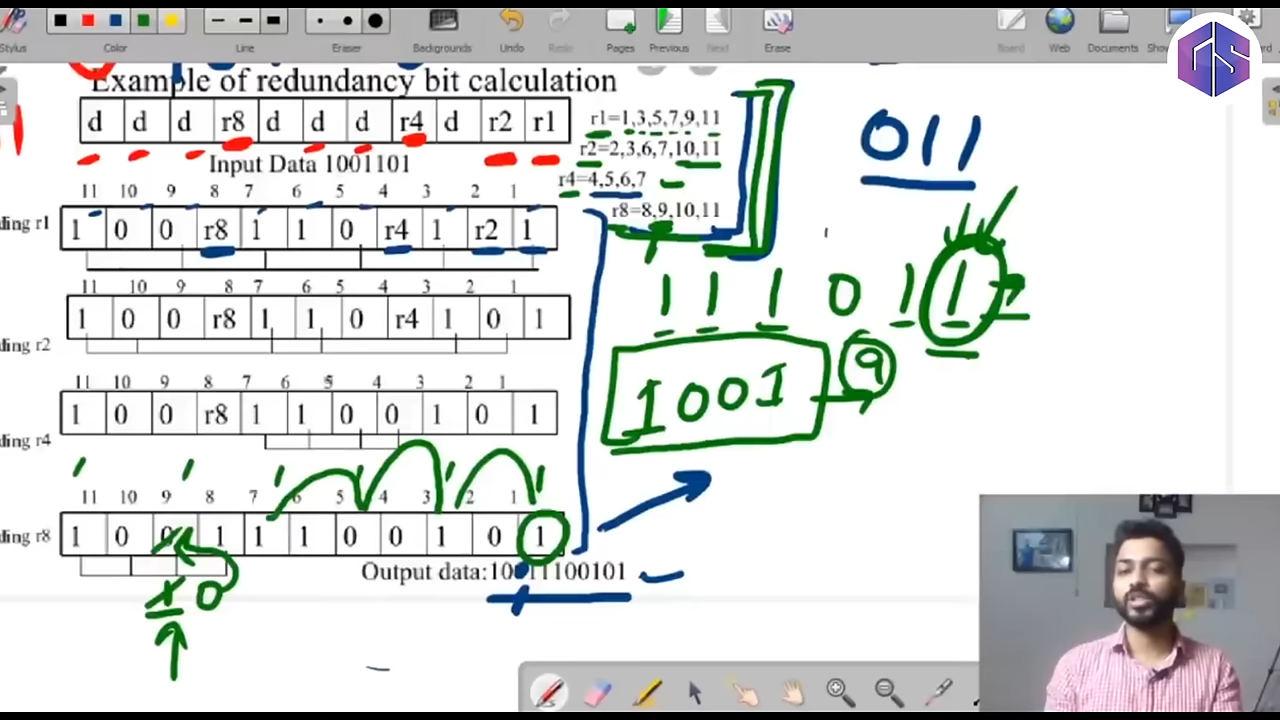 Stylus Color Line Eraser Backgrounds Undo Redo Pages Previous Next Erase Board Web Documents
Example of redundancy bit calculation
d d d r8 d d d r4 d r2 r1
Input Data 1001101
r1=1,3,5,7,9,11
r2=2,3,6,7,10,11
r4=4,5,6,7
r8=8,9,10,11
011
11 10 9 8 7 6 5 4 3 2 1
ding r1
1 0 0 r8 1 1 0 r4 1 r2 1
11 10 9 8 7 6 5 4 3 2 1
1 0 0 r8 1 1 0 r4 1 0 1
ding r2
11 10 9 8 7 6 5 4 3 2 1
1 0 0 r8 1 1 0 0 1 0 1
ding r4
11 10 9 8 7 6 5 4 3 2 1
ding r8
1 0 0 1 1 1 0 0 1 0 1
Output data:10011100101
1 1 1 0 1 1
1001
9
1 0